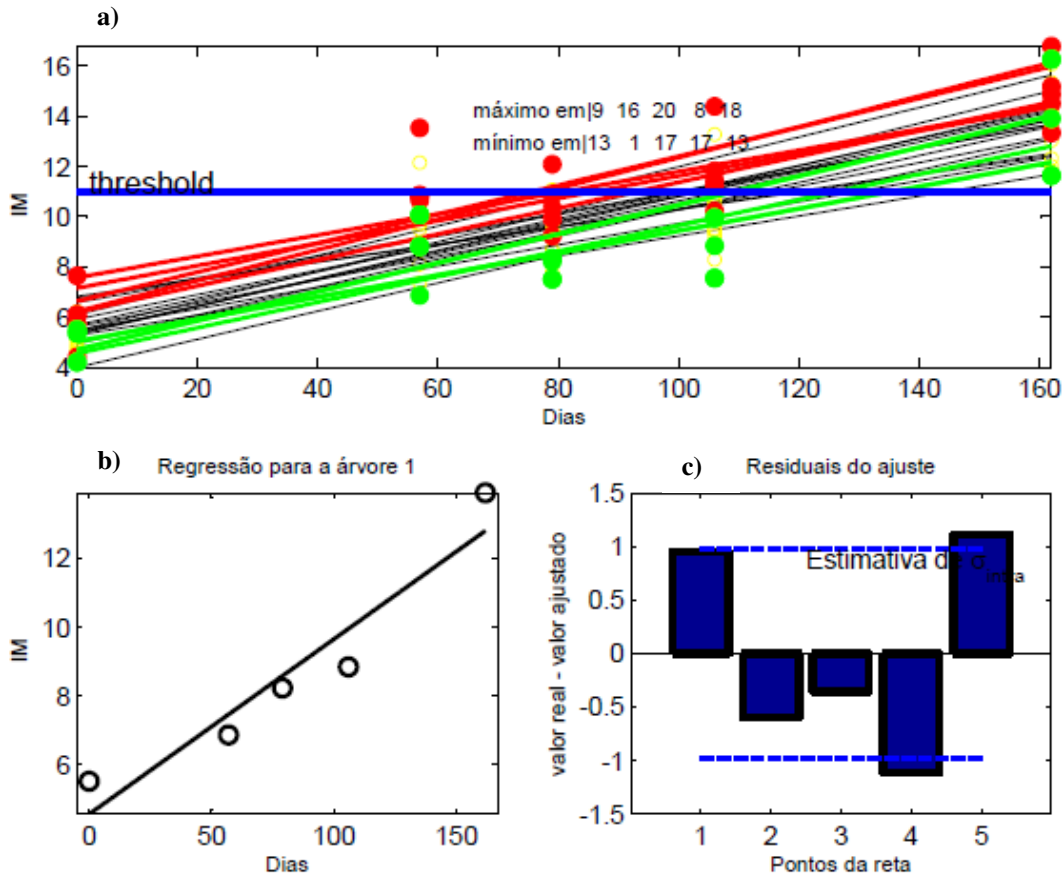 a)
16
14
12
10
8
6
4
IM
máximo em|9 16 20 8 18
mínimo em|13 1 17 17 13
threshold
0 20 40 60 80 100 120 140 160
Dias
b)
Regressão para a árvore 1
12
10
8
6
IM
0 50 100 150
Dias
c)
Residuais do ajuste
1.5
1
0.5
0
-0.5
-1
-1.5
valor real - valor ajustado
Estimativa de σ intra
1 2 3 4 5
Pontos da reta